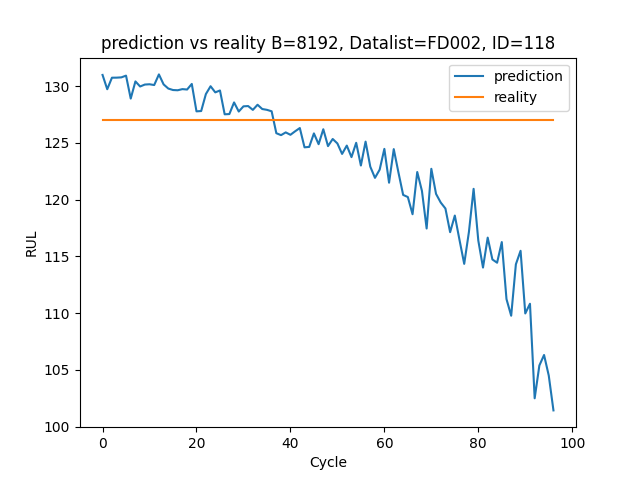 prediction vs reality B=8192, Datalist=FD002, ID=118
prediction
reality
130
125
120
115
110
105
100
RUL
0 20 40 60 80 100
Cycle